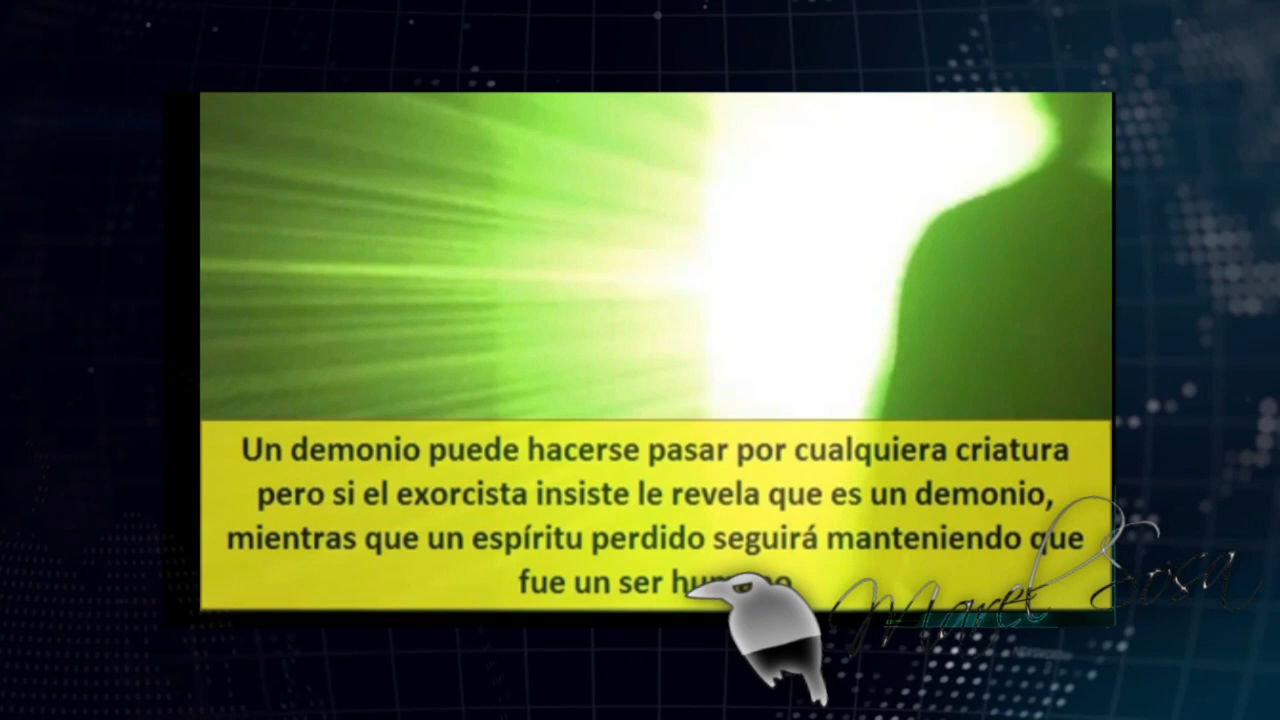 Un demonio puede hacerse pasar por cualquiera criatura
pero si el exorcista insiste le revela que es un demonio,
mientras que un espíritu perdido seguirá manteniendo que
fue un ser
Sosa